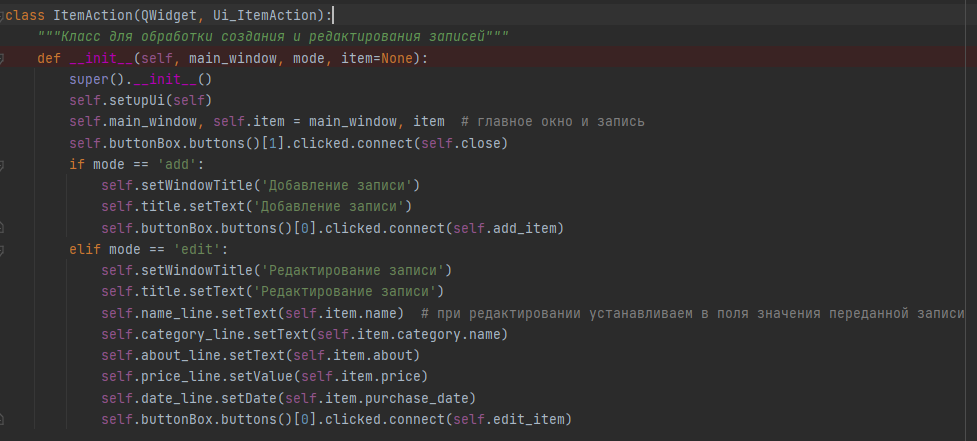 class ItemAction(QWidget, Ui_ItemAction):
    """Класс для обработки создания и редактирования записей"""
    def __init__(self, main_window, mode, item=None):
        super().__init__()
        self.setupUi(self)
        self.main_window, self.item = main_window, item  # главное окно и запись
        self.buttonBox.buttons()[1].clicked.connect(self.close)
        if mode == 'add':
            self.setWindowTitle('Добавление записи')
            self.title.setText('Добавление записи')
            self.buttonBox.buttons()[0].clicked.connect(self.add_item)
        elif mode == 'edit':
            self.setWindowTitle('Редактирование записи')
            self.title.setText('Редактирование записи')
            self.name_line.setText(self.item.name)  # при редактировании устанавливаем в поля значения переданной записи
            self.category_line.setText(self.item.category.name)
            self.about_line.setText(self.item.about)
            self.price_line.setValue(self.item.price)
            self.date_line.setDate(self.item.purchase_date)
            self.buttonBox.buttons()[0].clicked.connect(self.edit_item)